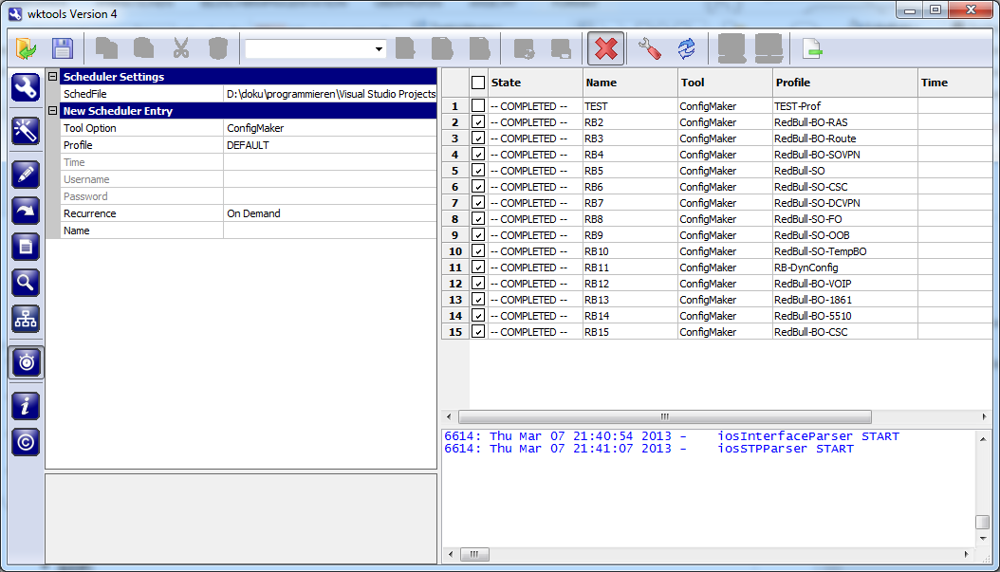 wktools Version 4
Scheduler Settings
SchedFile D:\doku\programmieren\Visual Studio Projects
New Scheduler Entry
Tool Option ConfigMaker
Profile DEFAULT
Time
Username
Password
Recurrence On Demand
Name
State Name Tool Profile Time
1 -- COMPLETED -- TEST ConfigMaker TEST-Prof
2 -- COMPLETED -- RB2 ConfigMaker RedBull-BO-RAS
3 -- COMPLETED -- RB3 ConfigMaker RedBull-BO-Route
4 -- COMPLETED -- RB4 ConfigMaker RedBull-BO-SOVPN
5 -- COMPLETED -- RB5 ConfigMaker RedBull-SO
6 -- COMPLETED -- RB6 ConfigMaker RedBull-SO-CSC
7 -- COMPLETED -- RB7 ConfigMaker RedBull-SO-DCVPN
8 -- COMPLETED -- RB8 ConfigMaker RedBull-SO-FO
9 -- COMPLETED -- RB9 ConfigMaker RedBull-SO-OOB
10 -- COMPLETED -- RB10 ConfigMaker RedBull-SO-TempBO
11 -- COMPLETED -- RB11 ConfigMaker RB-DynConfig
12 -- COMPLETED -- RB12 ConfigMaker RedBull-BO-VOIP
13 -- COMPLETED -- RB13 ConfigMaker RedBull-BO-1861
14 -- COMPLETED -- RB14 ConfigMaker RedBull-BO-5510
15 -- COMPLETED -- RB15 ConfigMaker RedBull-BO-CSC
6614: Thu Mar 07 21:40:54 2013 - iosInterfaceParser START
6614: Thu Mar 07 21:41:07 2013 - iosSTPParser START